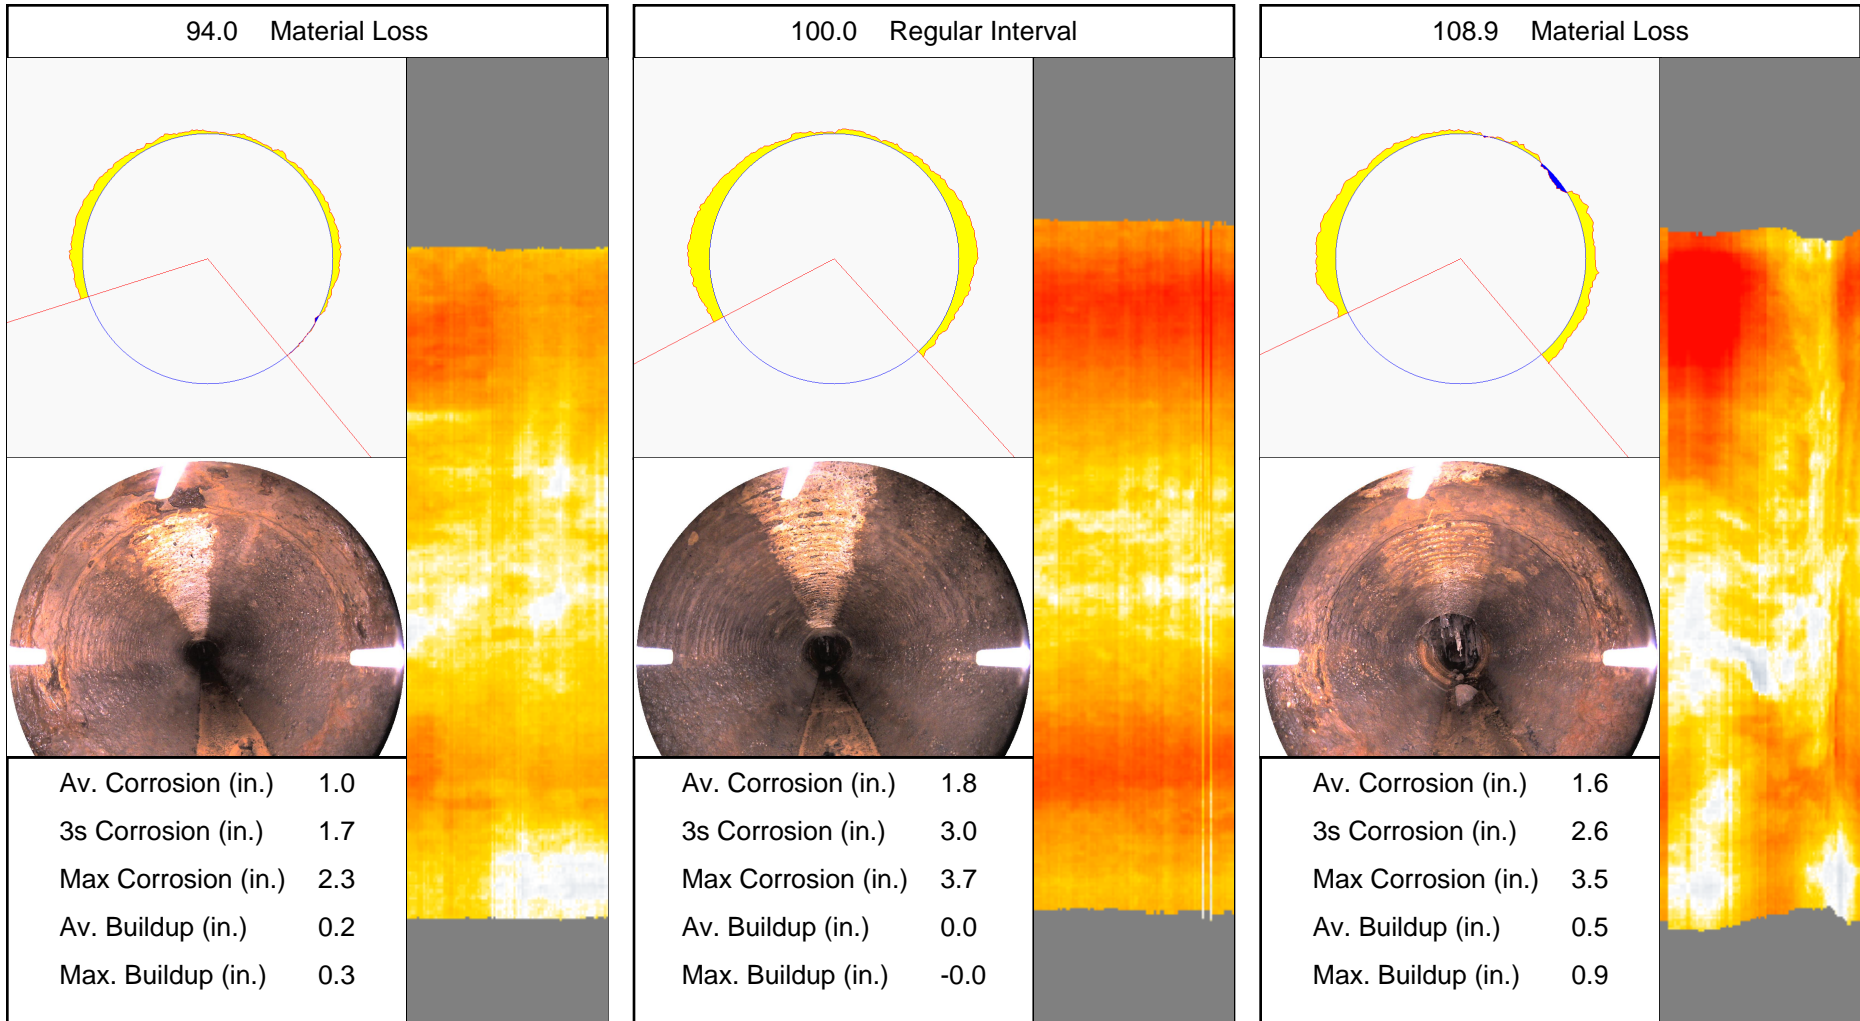 94.0 Material Loss
Av. Corrosion (in.) 1.0
3s Corrosion (in.) 1.7
Max Corrosion (in.) 2.3
Av. Buildup (in.) 0.2
Max. Buildup (in.) 0.3
100.0 Regular Interval
Av. Corrosion (in.) 1.8
3s Corrosion (in.) 3.0
Max Corrosion (in.) 3.7
Av. Buildup (in.) 0.0
Max. Buildup (in.) -0.0
108.9 Material Loss
Av. Corrosion (in.) 1.6
3s Corrosion (in.) 2.6
Max Corrosion (in.) 3.5
Av. Buildup (in.) 0.5
Max. Buildup (in.) 0.9